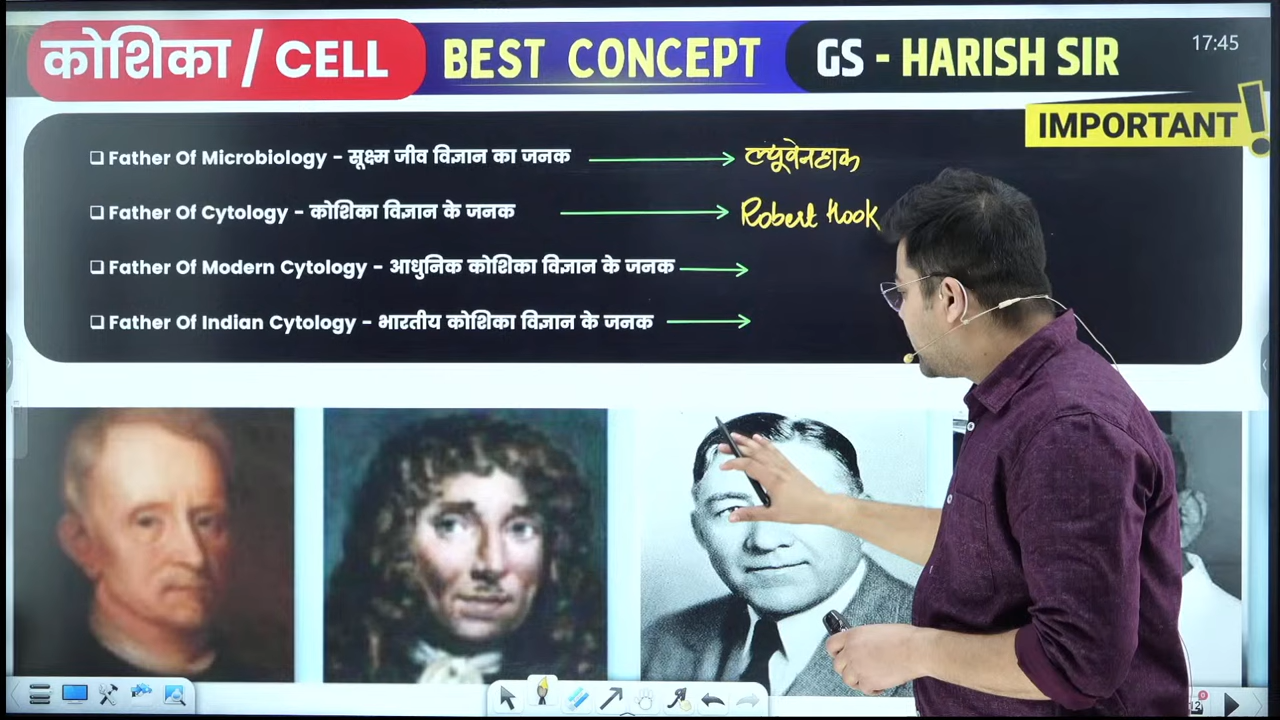 कोशिका / CELL BEST CONCEPT GS - HARISH SIR 17:45
IMPORTANT!
❑ Father Of Microbiology - सूक्ष्म जीव विज्ञान का जनक → ल्यूवेनहाक
❑ Father Of Cytology - कोशिका विज्ञान के जनक → Robert Hook
❑ Father Of Modern Cytology - आधुनिक कोशिका विज्ञान के जनक →
❑ Father Of Indian Cytology - भारतीय कोशिका विज्ञान के जनक →